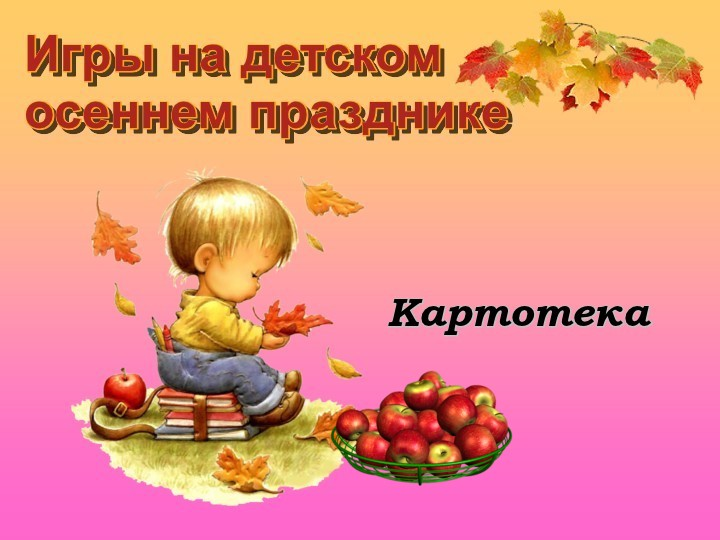 Игры на детском
осеннем празднике
Картотека